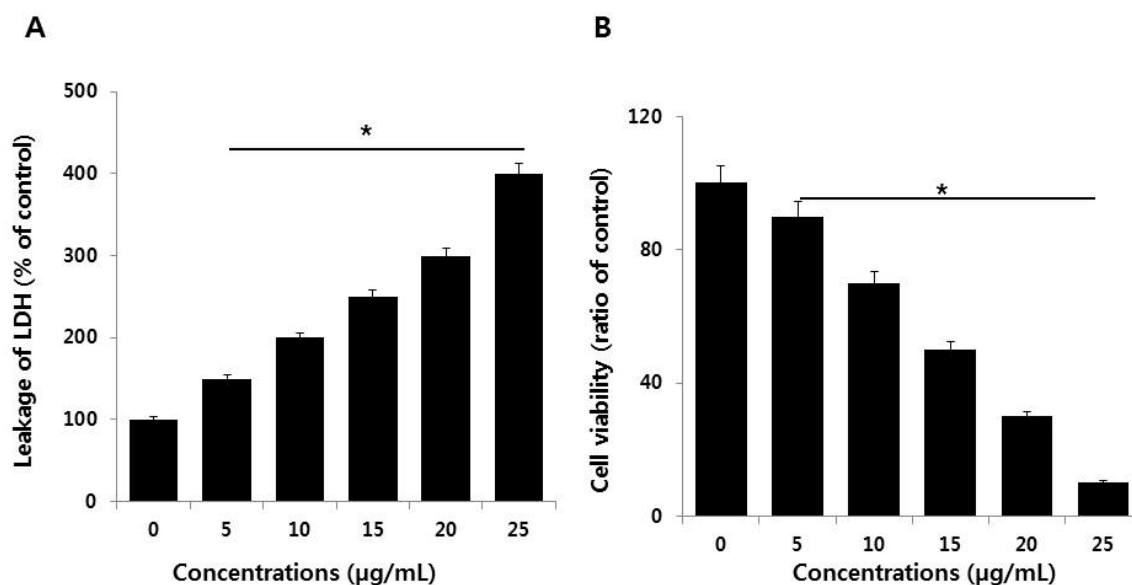 A
Leakage of LDH (% of control)
500
400
300
200
100
0
*
0 5 10 15 20 25
Concentrations (µg/mL)
B
Cell viability (ratio of control)
120
80
40
0
*
0 5 10 15 20 25
Concentrations (µg/mL)